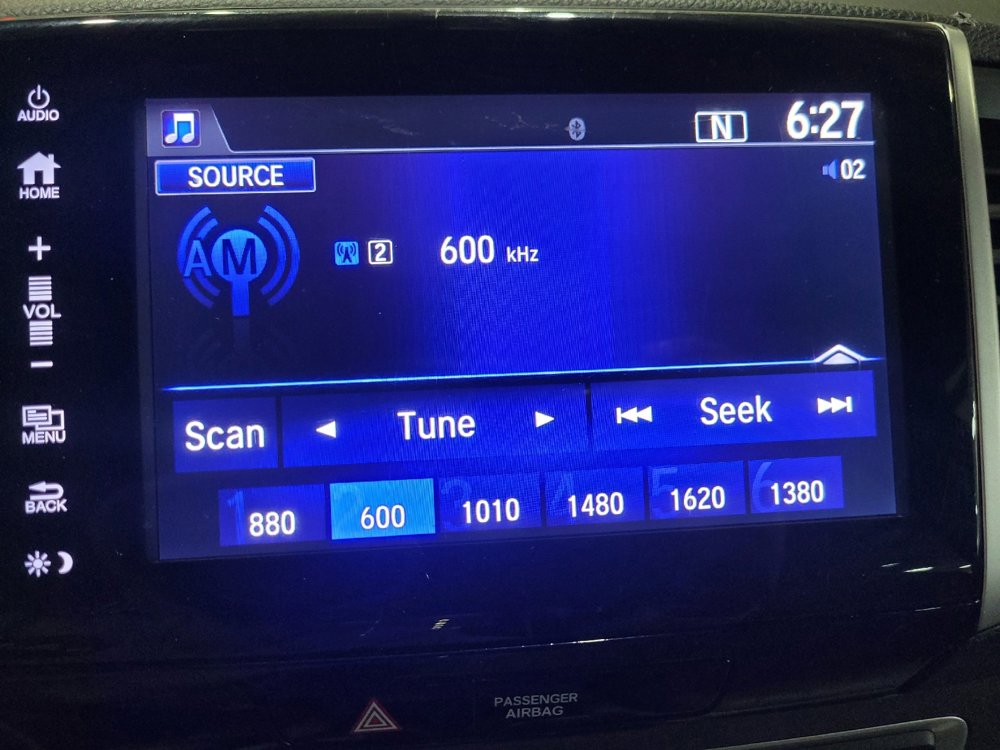 AUDIO
HOME
+
VOL
-
MENU
BACK
N 6:27
SOURCE
02
AM
2 600 kHz
Scan Tune Seek
1 880 2 600 3 1010 4 1480 5 1620 6 1380
PASSENGER
AIRBAG